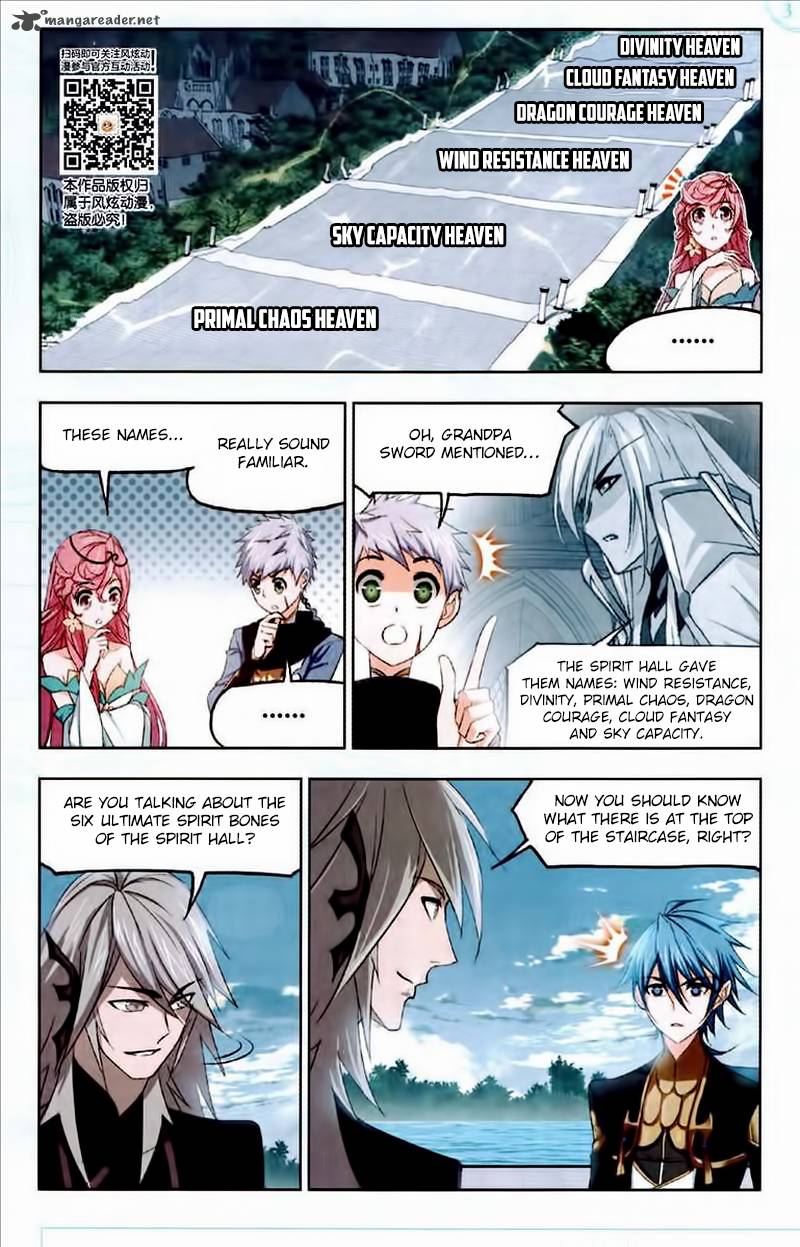 mangareader.net
3
扫码即可关注风炫动
漫参与官方互动活动!
本作品版权归
属于风炫动漫,
盗版必究!
DIVINITY HEAVEN
CLOUD FANTASY HEAVEN
DRAGON COURAGE HEAVEN
WIND RESISTANCE HEAVEN
SKY CAPACITY HEAVEN
PRIMAL CHAOS HEAVEN
......
THESE NAMES...
REALLY SOUND
FAMILIAR.
......
OH, GRANDPA
SWORD MENTIONED...
THE SPIRIT HALL GAVE
THEM NAMES: WIND RESISTANCE,
DIVINITY, PRIMAL CHAOS, DRAGON
COURAGE, CLOUD FANTASY
AND SKY CAPACITY.
ARE YOU TALKING ABOUT THE
SIX ULTIMATE SPIRIT BONES
OF THE SPIRIT HALL?
NOW YOU SHOULD KNOW
WHAT THERE IS AT THE TOP
OF THE STAIRCASE, RIGHT?